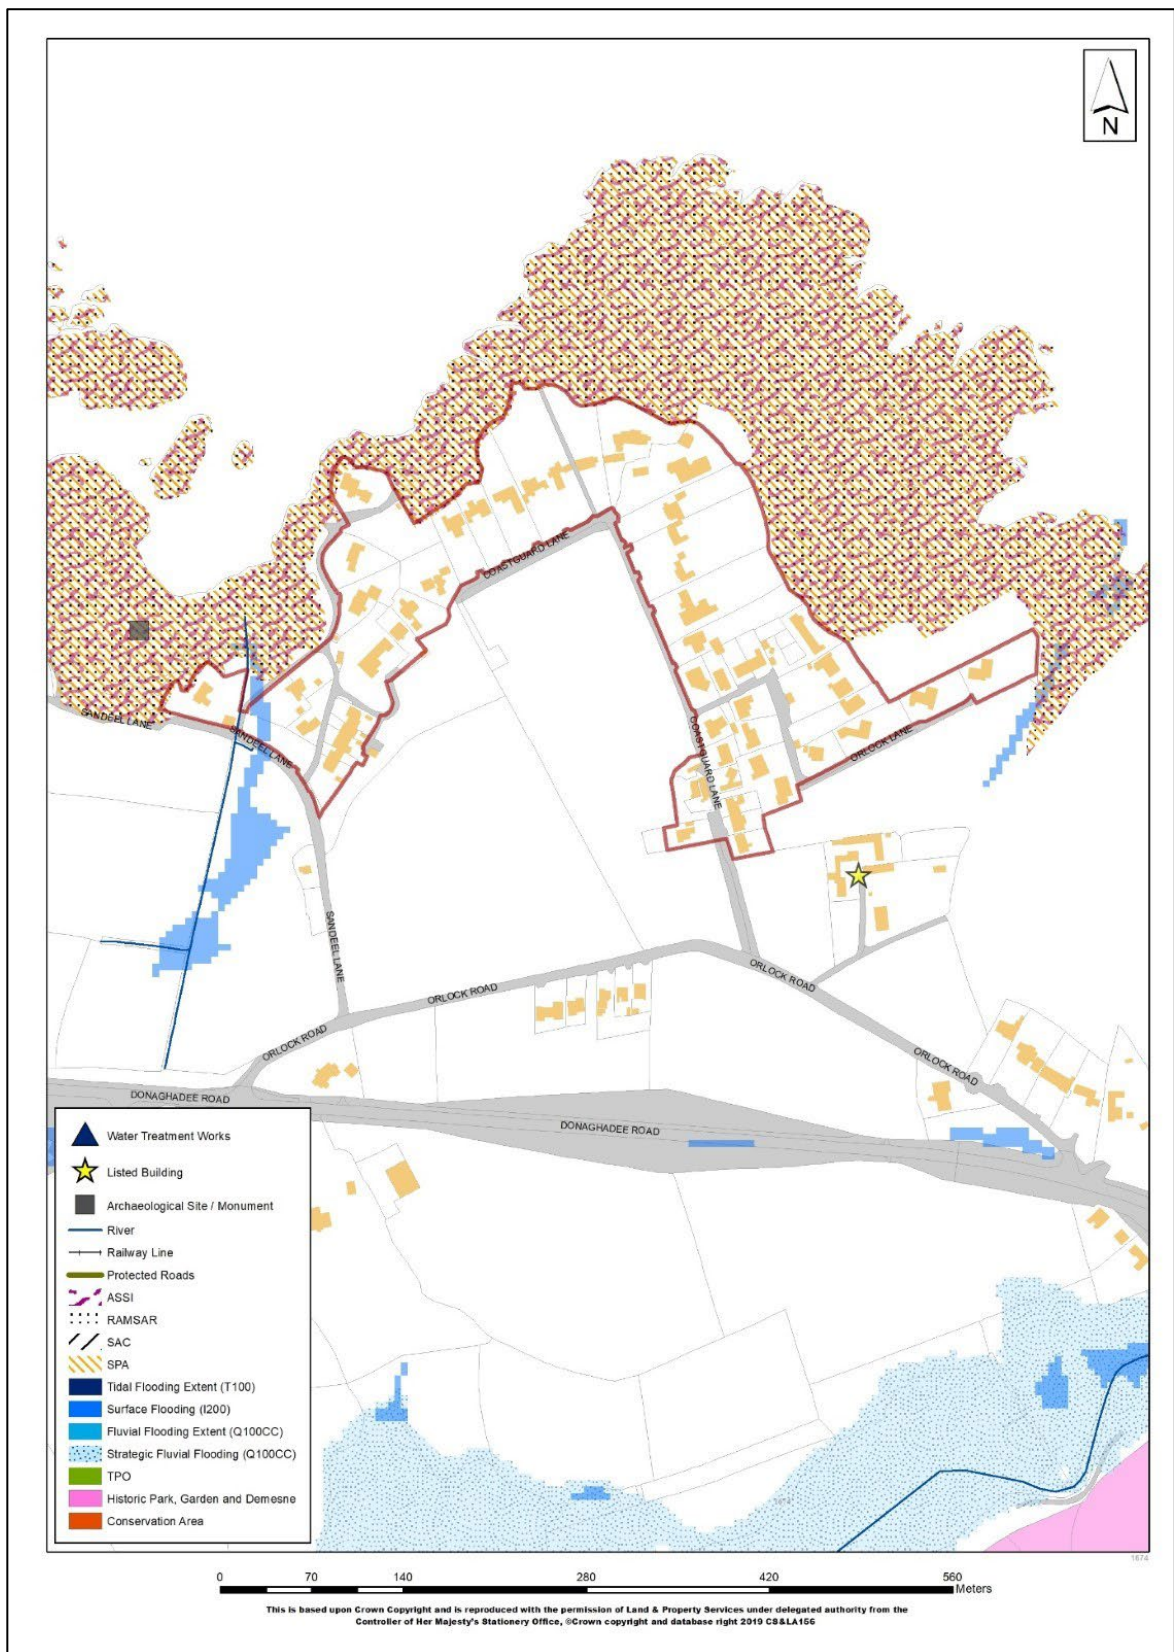 N
COASTGUARD LANE
SANDEEL LANE
SANDEEL LANE
COASTGUARD LANE
ORLOCK LANE
SANDEEL LANE
ORLOCK ROAD
ORLOCK ROAD
ORLOCK ROAD
ORLOCK ROAD
DONAGHADEE ROAD
DONAGHADEE ROAD
Water Treatment Works
Listed Building
Archaeological Site / Monument
River
Railway Line
Protected Roads
ASSI
RAMSAR
SAC
SPA
Tidal Flooding Extent (T100)
Surface Flooding (I200)
Fluvial Flooding Extent (Q100CC)
Strategic Fluvial Flooding (Q100CC)
TPO
Historic Park, Garden and Demesne
Conservation Area
1674
0 70 140 280 420 560
Meters
This is based upon Crown Copyright and is reproduced with the permission of Land & Property Services under delegated authority from the
Controller of Her Majesty's Stationery Office, ©Crown copyright and database right 2019 CS&LA156